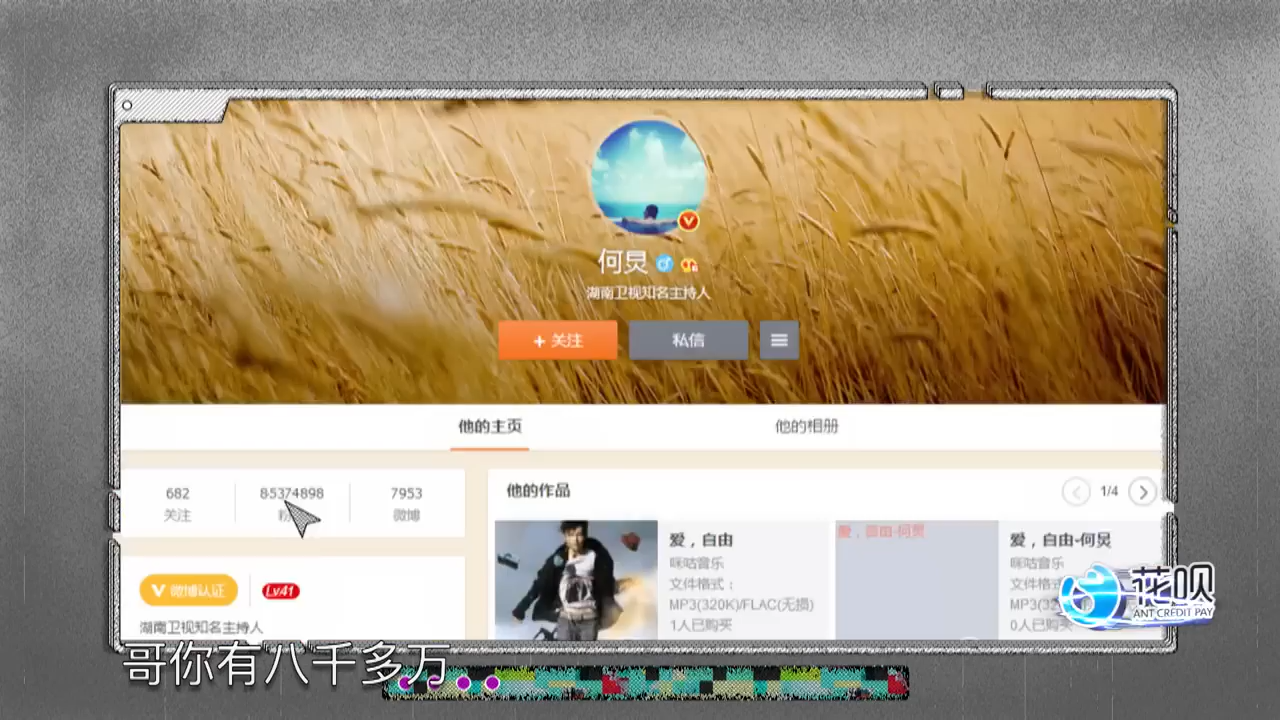 何炅
湖南卫视知名主持人
+ 关注
私信
他的主页
他的相册
682
85374898
7953
关注
粉
微博
他的作品
1/4
爱，自由
咪咕音乐
文件格式：
MP3(320K)/FLAC(无损)
1人已购买
爱，自由-何炅
爱，自由-何炅
咪咕音乐
文件格式
MP3(32
0人已购买
V 微博认证
Lv41
湖南卫视知名主持人
花呗
ANT CREDIT PAY
哥你有八千多万